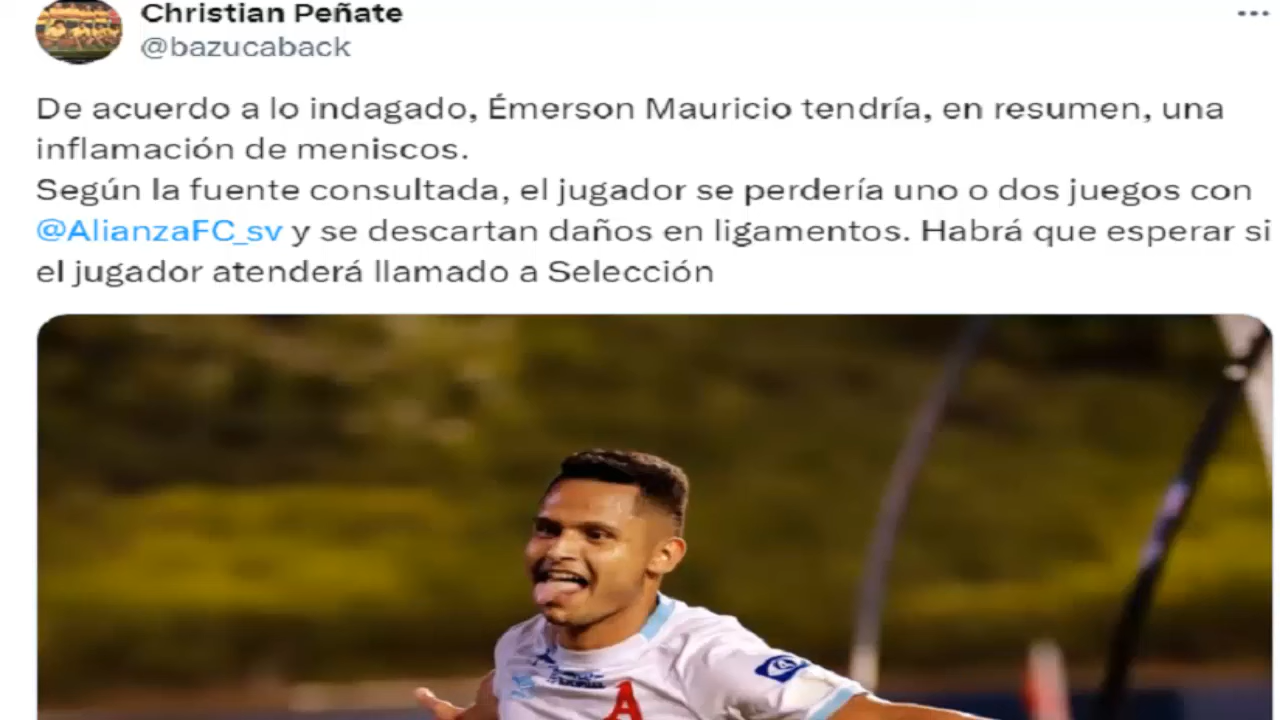 Christian Peñate
@bazucaback
De acuerdo a lo indagado, Émerson Mauricio tendría, en resumen, una
inflamación de meniscos.
Según la fuente consultada, el jugador se perdería uno o dos juegos con
@AlianzaFC_sv y se descartan daños en ligamentos. Habrá que esperar si
el jugador atenderá llamado a Selección
A